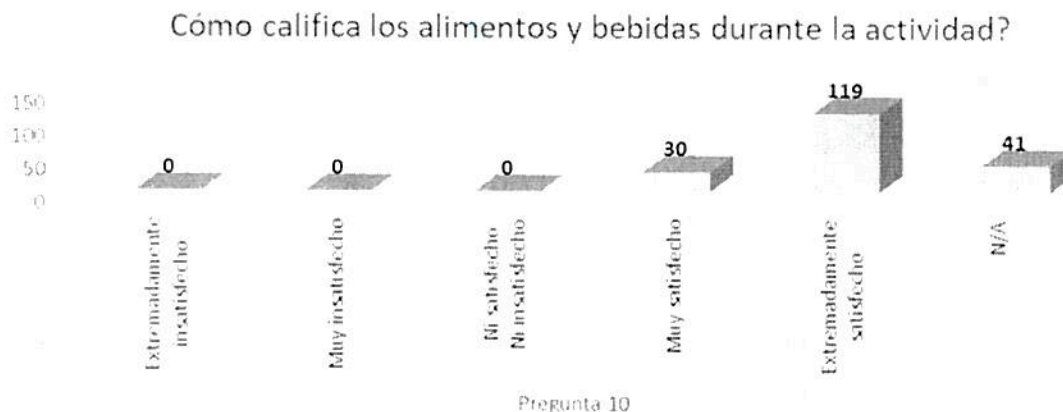 Cómo califica los alimentos y bebidas durante la actividad?
150
100
50
0
0
0
0
30
119
41
Extremadamente
insatisfecho
Muy insatisfecho
Ni satisfecho
Ni insatisfecho
Muy satisfecho
Extremadamente
satisfecho
N/A
Pregunta 10